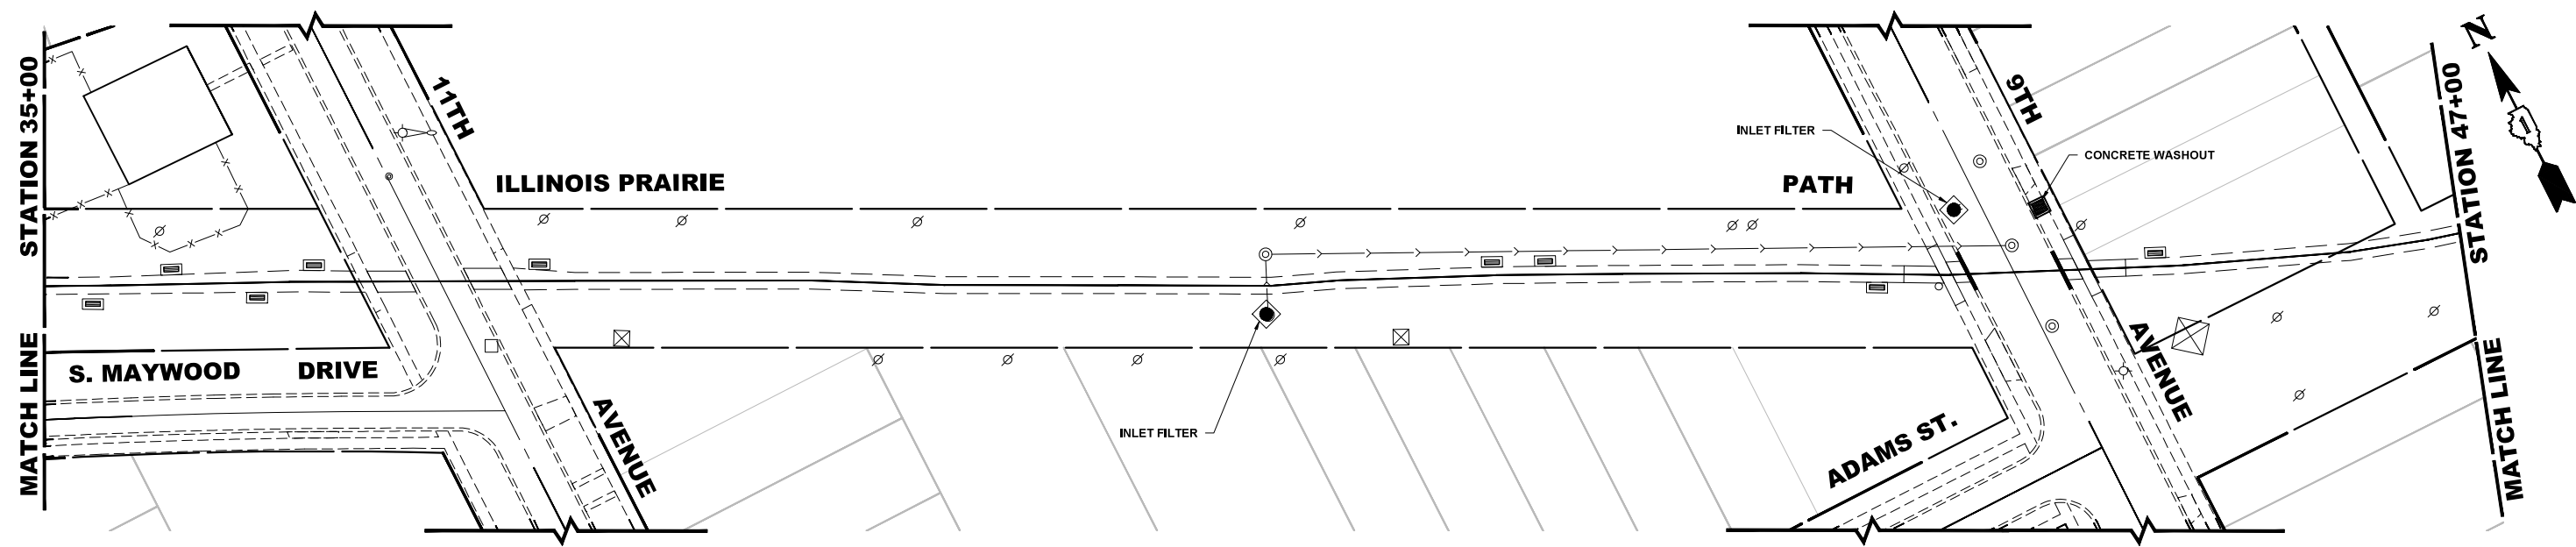 MATCH LINE STATION 35+00
11TH
AVENUE
ILLINOIS PRAIRIE
PATH
S. MAYWOOD DRIVE
INLET FILTER
INLET FILTER
CONCRETE WASHOUT
9TH
AVENUE
ADAMS ST.
MATCH LINE STATION 47+00
N